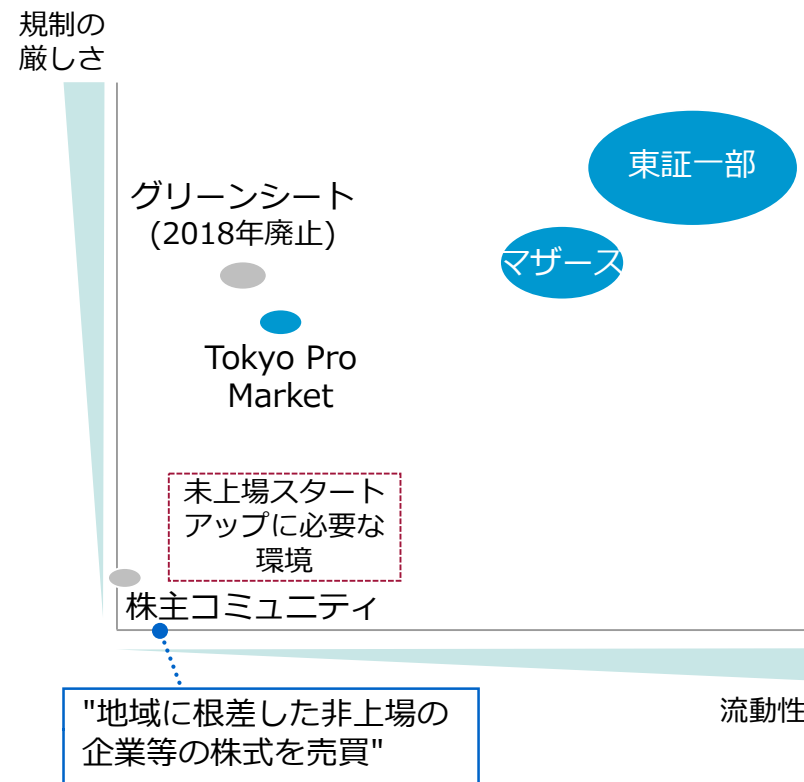 規制の
厳しさ
東証一部
グリーンシート
(2018年廃止)
マザーズ
Tokyo Pro
Market
未上場スタート
アップに必要な
環境
株主コミュニティ
"地域に根差した非上場の
企業等の株式を売買"
流動性